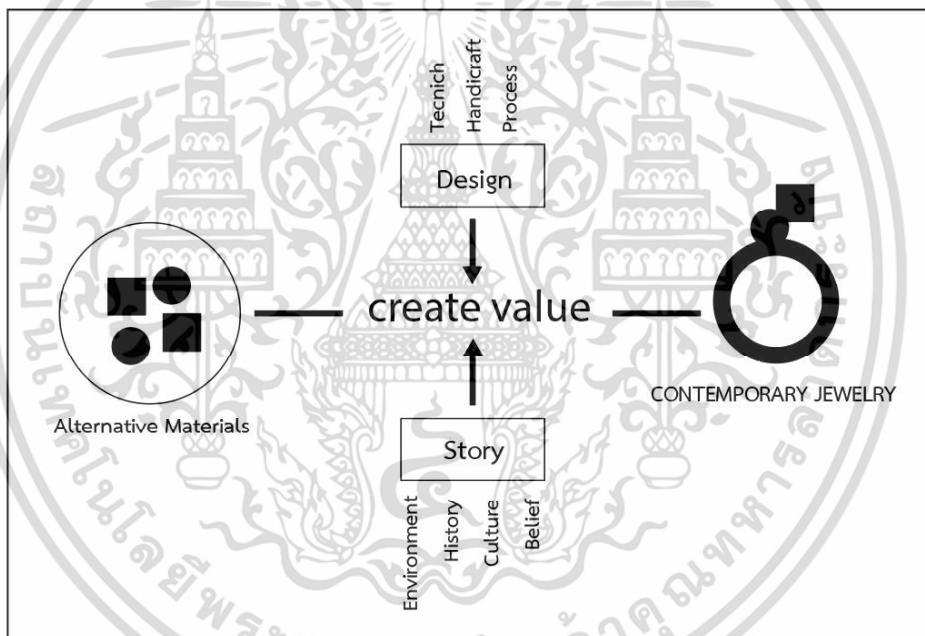 Tecnich
Handicraft
Process
Design
create value
Alternative Materials
CONTEMPORARY JEWELRY
Story
Environment
History
Culture
Belief